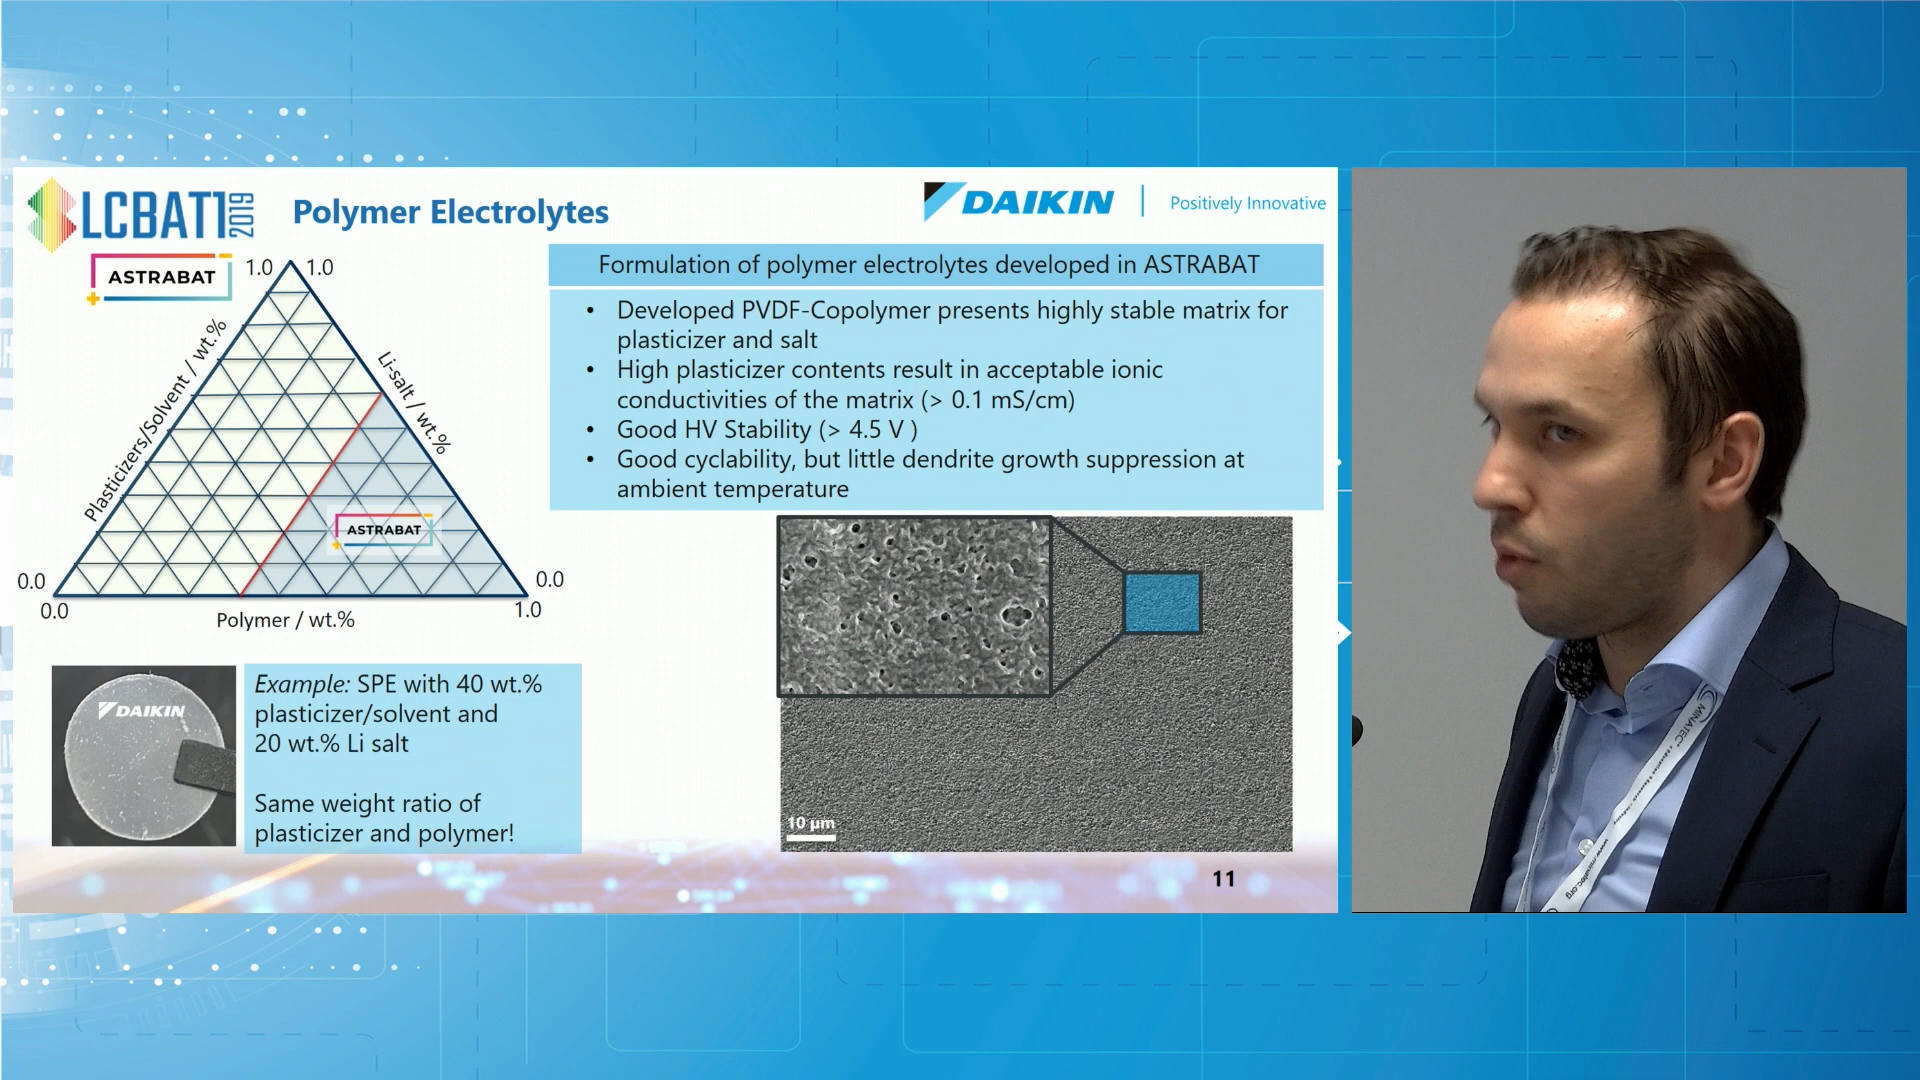 LCBAT1 2019
Polymer Electrolytes
DAIKIN
Positively Innovative
ASTRABAT
1.0
1.0
Plasticizers/Solvent / wt.%
Li-salt / wt.%
ASTRABAT
0.0
0.0
0.0
1.0
Polymer / wt.%
Formulation of polymer electrolytes developed in ASTRABAT
• Developed PVDF-Copolymer presents highly stable matrix for
plasticizer and salt
• High plasticizer contents result in acceptable ionic
conductivities of the matrix (> 0.1 mS/cm)
• Good HV Stability (> 4.5 V )
• Good cyclability, but little dendrite growth suppression at
ambient temperature
DAIKIN
Example: SPE with 40 wt.%
plasticizer/solvent and
20 wt.% Li salt
Same weight ratio of
plasticizer and polymer!
10 µm
11
MINATEC
www.minatec.org